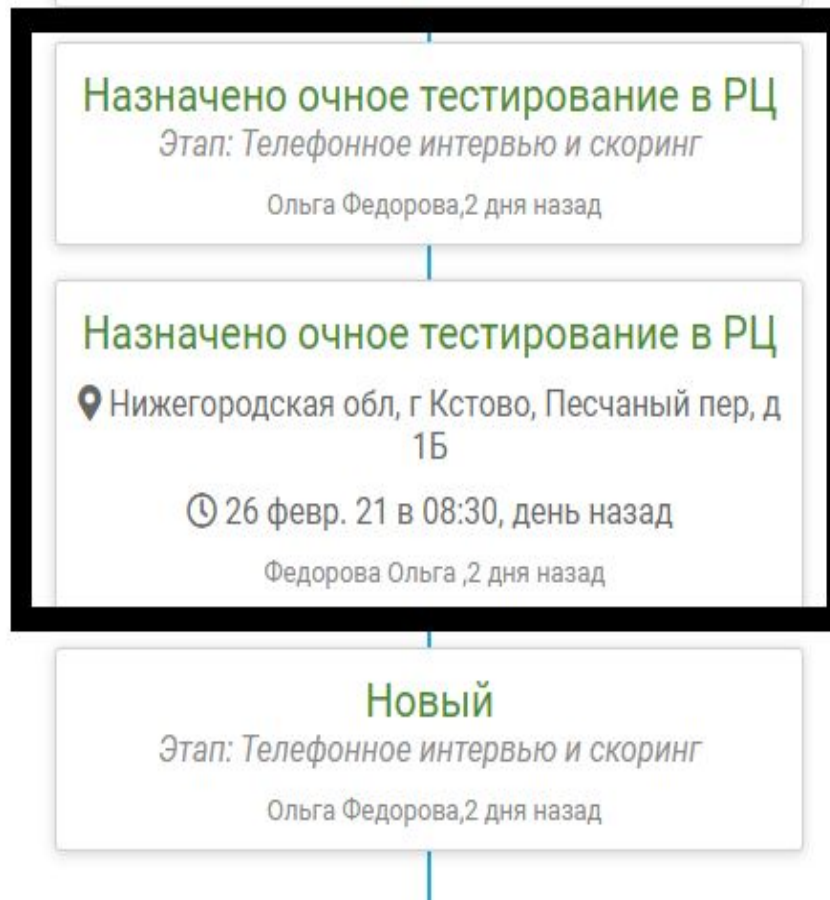 Назначено очное тестирование в РЦ
Этап: Телефонное интервью и скоринг
Ольга Федорова,2 дня назад
Назначено очное тестирование в РЦ
Нижегородская обл, г Кстово, Песчаный пер, д
1Б
26 февр. 21 в 08:30, день назад
Федорова Ольга ,2 дня назад
Новый
Этап: Телефонное интервью и скоринг
Ольга Федорова,2 дня назад